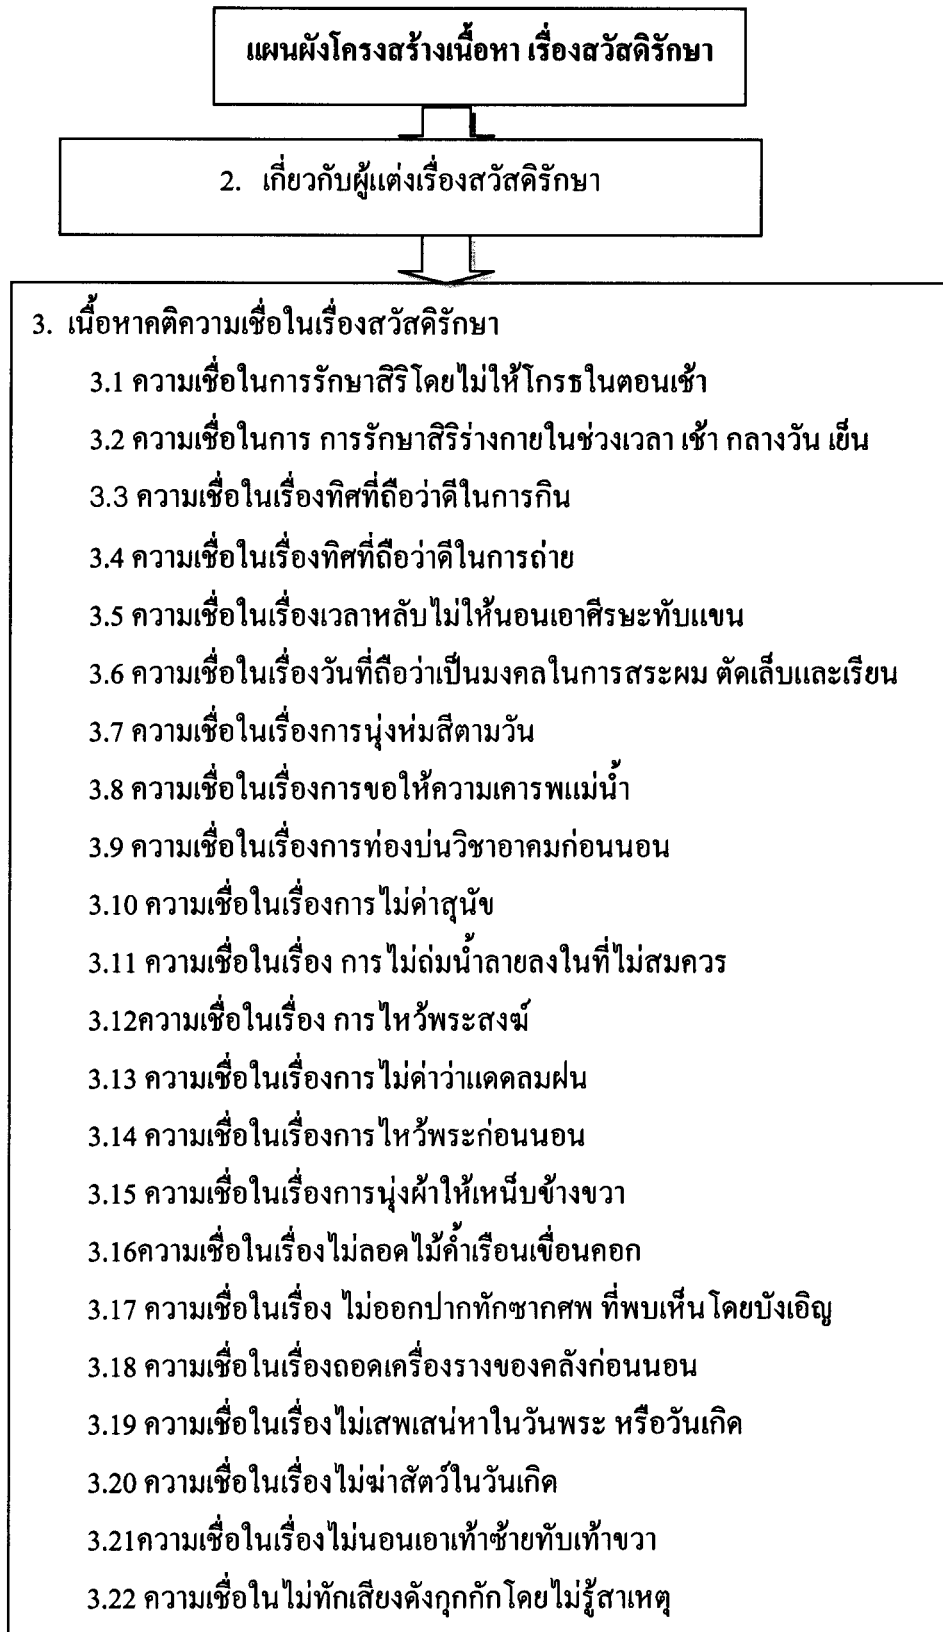 แผนผังโครงสร้างเนื้อหา เรื่องสวัสดิรักษา
2. เกี่ยวกับผู้แต่งเรื่องสวัสดิรักษา
3. เนื้อหาคติความเชื่อในเรื่องสวัสดิรักษา
3.1 ความเชื่อในการรักษาสิริโดยไม่ให้โกรธในตอนเช้า
3.2 ความเชื่อในการ การรักษาสิริร่างกายในช่วงเวลา เช้า กลางวัน เย็น
3.3 ความเชื่อในเรื่องทิศที่ถือว่าดีในการกิน
3.4 ความเชื่อในเรื่องทิศที่ถือว่าดีในการถ่าย
3.5 ความเชื่อในเรื่องเวลาหลับไม่ให้นอนเอาศีรษะทับแขน
3.6 ความเชื่อในเรื่องวันที่ถือว่าเป็นมงคลในการสระผม ตัดเล็บและเรียน
3.7 ความเชื่อในเรื่องการนุ่งห่มสีตามวัน
3.8 ความเชื่อในเรื่องการขอให้ความเคารพแม่น้ำ
3.9 ความเชื่อในเรื่องการท่องบ่นวิชาอาคมก่อนนอน
3.10 ความเชื่อในเรื่องการไม่ด่าสุนัข
3.11 ความเชื่อในเรื่อง การไม่ถ่มน้ำลายลงในที่ไม่สมควร
3.12ความเชื่อในเรื่อง การไหว้พระสงฆ์
3.13 ความเชื่อในเรื่องการไม่ด่าว่าแดดลมฝน
3.14 ความเชื่อในเรื่องการไหว้พระก่อนนอน
3.15 ความเชื่อในเรื่องการนุ่งผ้าให้เหน็บข้างขวา
3.16ความเชื่อในเรื่องไม่ลอดไม้ค้ำเรือนเขื่อนคอก
3.17 ความเชื่อในเรื่อง ไม่ออกปากทักซากศพ ที่พบเห็นโดยบังเอิญ
3.18 ความเชื่อในเรื่องถอดเครื่องรางของคลังก่อนนอน
3.19 ความเชื่อในเรื่องไม่เสพเสน่หาในวันพระ หรือวันเกิด
3.20 ความเชื่อในเรื่องไม่ฆ่าสัตว์ในวันเกิด
3.21ความเชื่อในเรื่องไม่นอนเอาเท้าซ้ายทับเท้าขวา
3.22 ความเชื่อในไม่ทักเสียงดังกุกกักโดยไม่รู้สาเหตุ